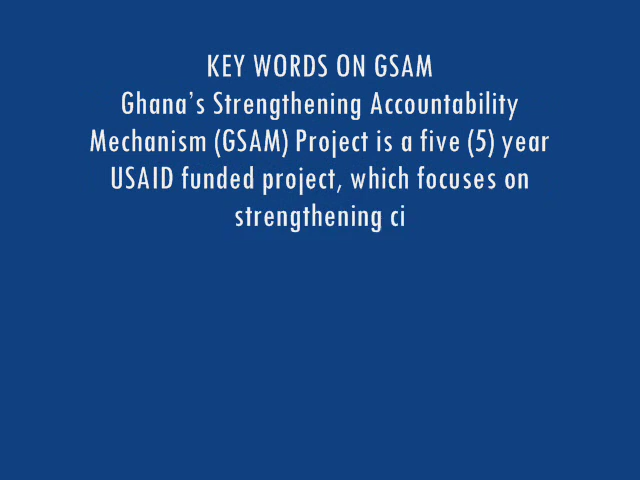 KEY WORDS ON GSAM
Ghana’s Strengthening Accountability
Mechanism (GSAM) Project is a five (5) year
USAID funded project, which focuses on
strengthening ci